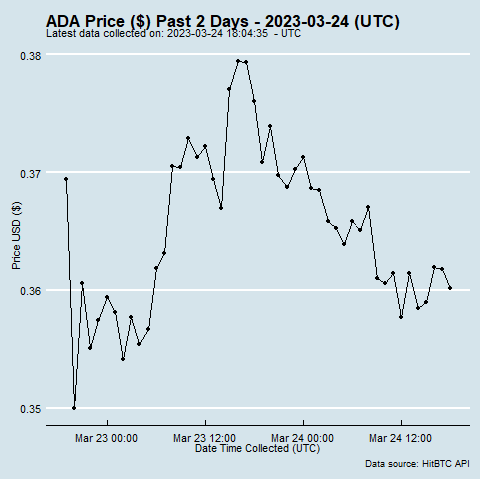 ADA Price ($) Past 2 Days - 2023-03-24 (UTC)
Latest data collected on: 2023-03-24 18:04:35 - UTC
0.38
0.37
0.36
0.35
Price USD ($)
Mar 23 00:00 Mar 23 12:00 Mar 24 00:00 Mar 24 12:00
Date Time Collected (UTC)
Data source: HitBTC API